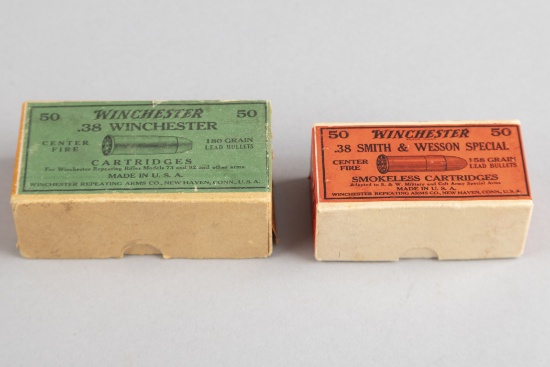 50 WINCHESTER 50
.38 WINCHESTER
CENTER FIRE
180 GRAIN LEAD BULLETS
CARTRIDGES
For Winchester Repeating Rifles, Models 73 and 92 and other arms.
MADE IN U.S.A.
WINCHESTER REPEATING ARMS CO., NEW HAVEN, CONN., U.S.A.
50 WINCHESTER 50
.38 SMITH & WESSON SPECIAL
CENTER FIRE
158 GRAIN LEAD BULLETS
SMOKELESS CARTRIDGES
Adapted to S. & W. Military and Colt Army Special Arms
MADE IN U.S.A.
WINCHESTER REPEATING ARMS CO., NEW HAVEN, CONN., U.S.A.